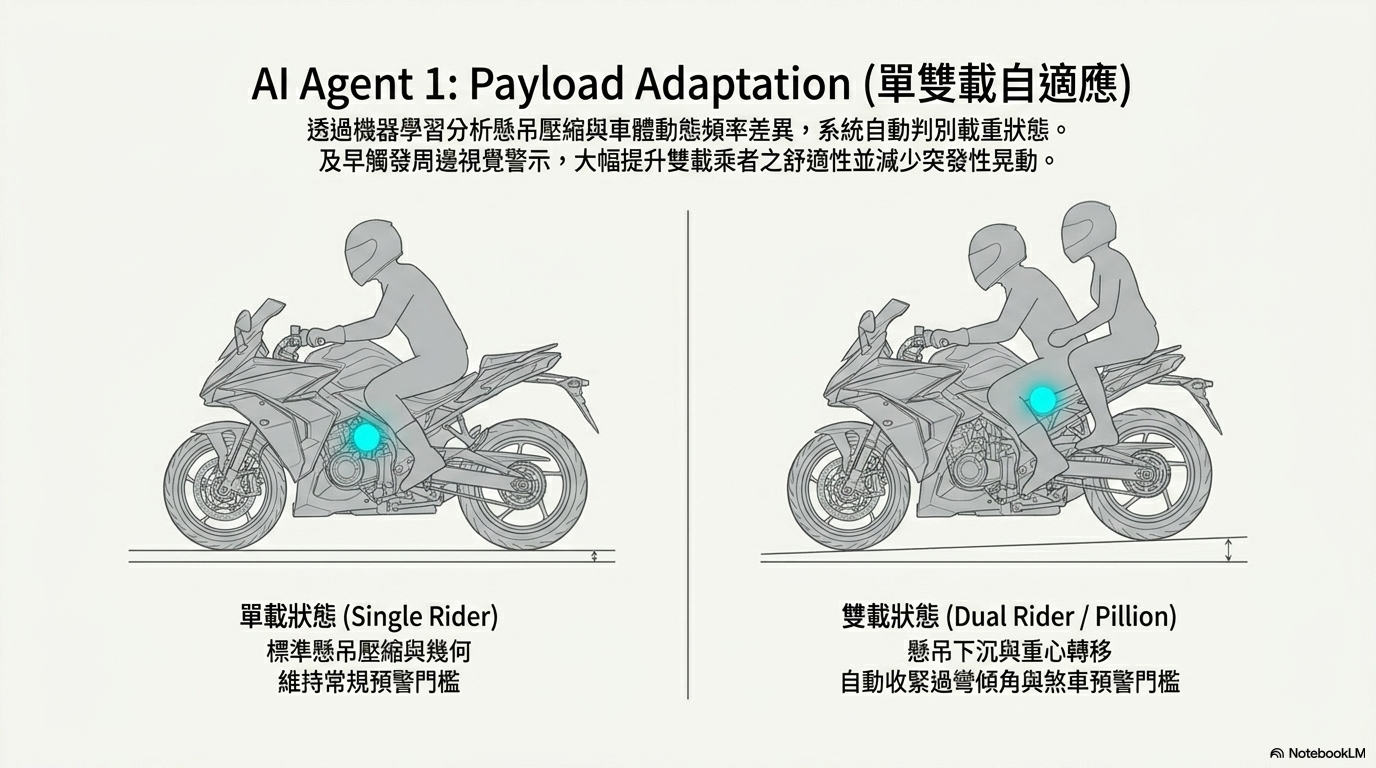 AI Agent 1: Payload Adaptation (單雙載自適應)
透過機器學習分析懸吊壓縮與車體動態頻率差異，系統自動判別載重狀態。
及早觸發周邊視覺警示，大幅提升雙載乘者之舒適性並減少突發性晃動。
單載狀態 (Single Rider)
標準懸吊壓縮與幾何
維持常規預警門檻
雙載狀態 (Dual Rider / Pillion)
懸吊下沉與重心轉移
自動收緊過彎傾角與煞車預警門檻
NotebookLM